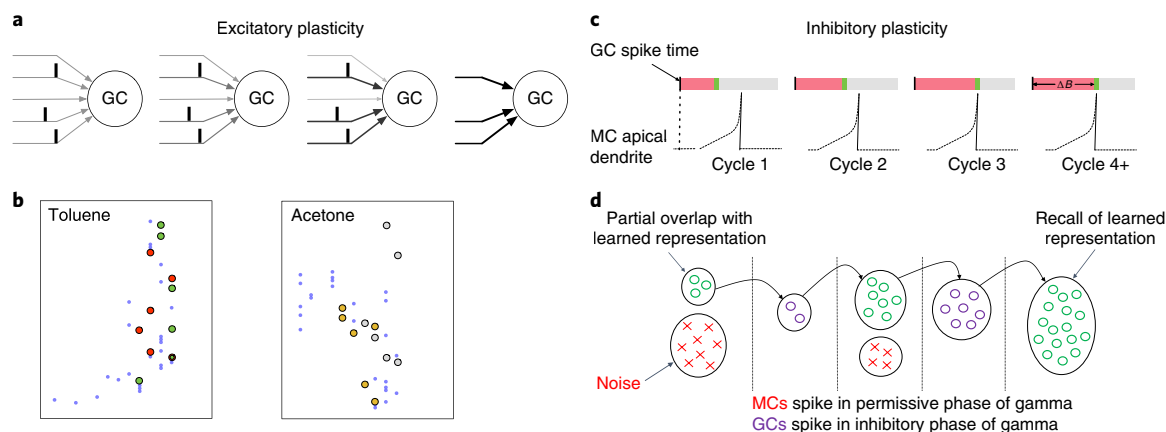 a
Excitatory plasticity
GC
GC
GC
GC
b
Toluene
Acetone
c
Inhibitory plasticity
GC spike time
ΔB
MC apical
dendrite
Cycle 1
Cycle 2
Cycle 3
Cycle 4+
d
Partial overlap with
learned representation
Recall of learned
representation
Noise
MCs spike in permissive phase of gamma
GCs spike in inhibitory phase of gamma